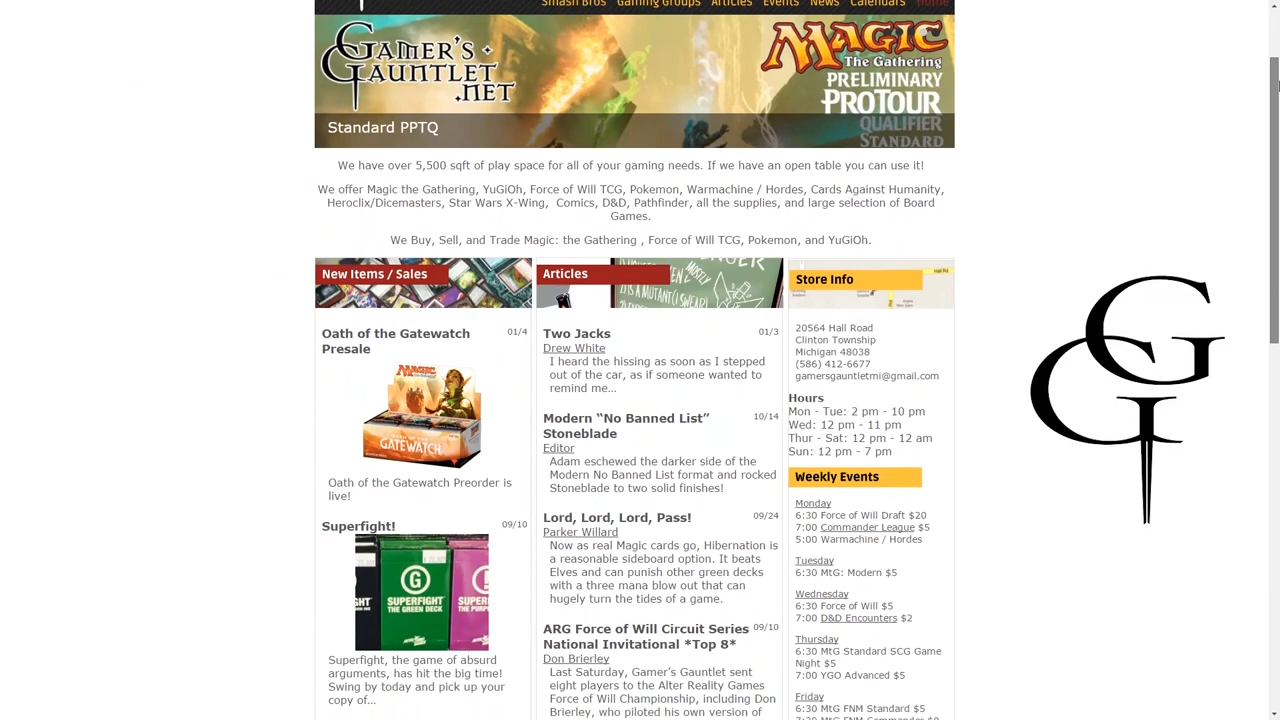 Smash Bros Gaming Groups Articles Events News Calendars Home
GAMER'S
GAUNTLET
.NET
MAGIC
The Gathering
PRELIMINARY
PROTOUR
QUALIFIER
STANDARD
Standard PPTQ
We have over 5,500 sqft of play space for all of your gaming needs. If we have an open table you can use it!
We offer Magic the Gathering, YuGiOh, Force of Will TCG, Pokemon, Warmachine / Hordes, Cards Against Humanity,
Heroclix/Dicemasters, Star Wars X-Wing, Comics, D&D, Pathfinder, all the supplies, and large selection of Board
Games.
We Buy, Sell, and Trade Magic: the Gathering , Force of Will TCG, Pokemon, and YuGiOh.
New Items / Sales
Oath of the Gatewatch 01/4
Presale
MAGIC
GATEWATCH
Oath of the Gatewatch Preorder is
live!
Superfight! 09/10
SUPERFIGHT
THE GREEN DECK
Superfight, the game of absurd
arguments, has hit the big time!
Swing by today and pick up your
copy of...
Articles
MOSTLY
IS A MUTANT (I SWEAR)
Two Jacks 01/3
Drew White
I heard the hissing as soon as I stepped
out of the car, as if someone wanted to
remind me...
Modern “No Banned List” 10/14
Stoneblade
Editor
Adam eschewed the darker side of the
Modern No Banned List format and rocked
Stoneblade to two solid finishes!
Lord, Lord, Lord, Pass! 09/24
Parker Willard
Now as real Magic cards go, Hibernation is
a reasonable sideboard option. It beats
Elves and can punish other green decks
with a three mana blow out that can
hugely turn the tides of a game.
ARG Force of Will Circuit Series 09/10
National Invitational *Top 8*
Don Brierley
Last Saturday, Gamer’s Gauntlet sent
eight players to the Alter Reality Games
Force of Will Championship, including Don
Brierley, who piloted his own version of
Hall Rd
Store Info
20564 Hall Road
Clinton Township
Michigan 48038
(586) 412-6677
gamersgauntletmi@gmail.com
Hours
Mon - Tue: 2 pm - 10 pm
Wed: 12 pm - 11 pm
Thur - Sat: 12 pm - 12 am
Sun: 12 pm - 7 pm
Weekly Events
Monday
6:30 Force of Will Draft $20
7:00 Commander League $5
5:00 Warmachine / Hordes
Tuesday
6:30 MtG: Modern $5
Wednesday
6:30 Force of Will $5
7:00 D&D Encounters $2
Thursday
6:30 MtG Standard SCG Game
Night $5
7:00 YGO Advanced $5
Friday
6:30 MtG FNM Standard $5
GG